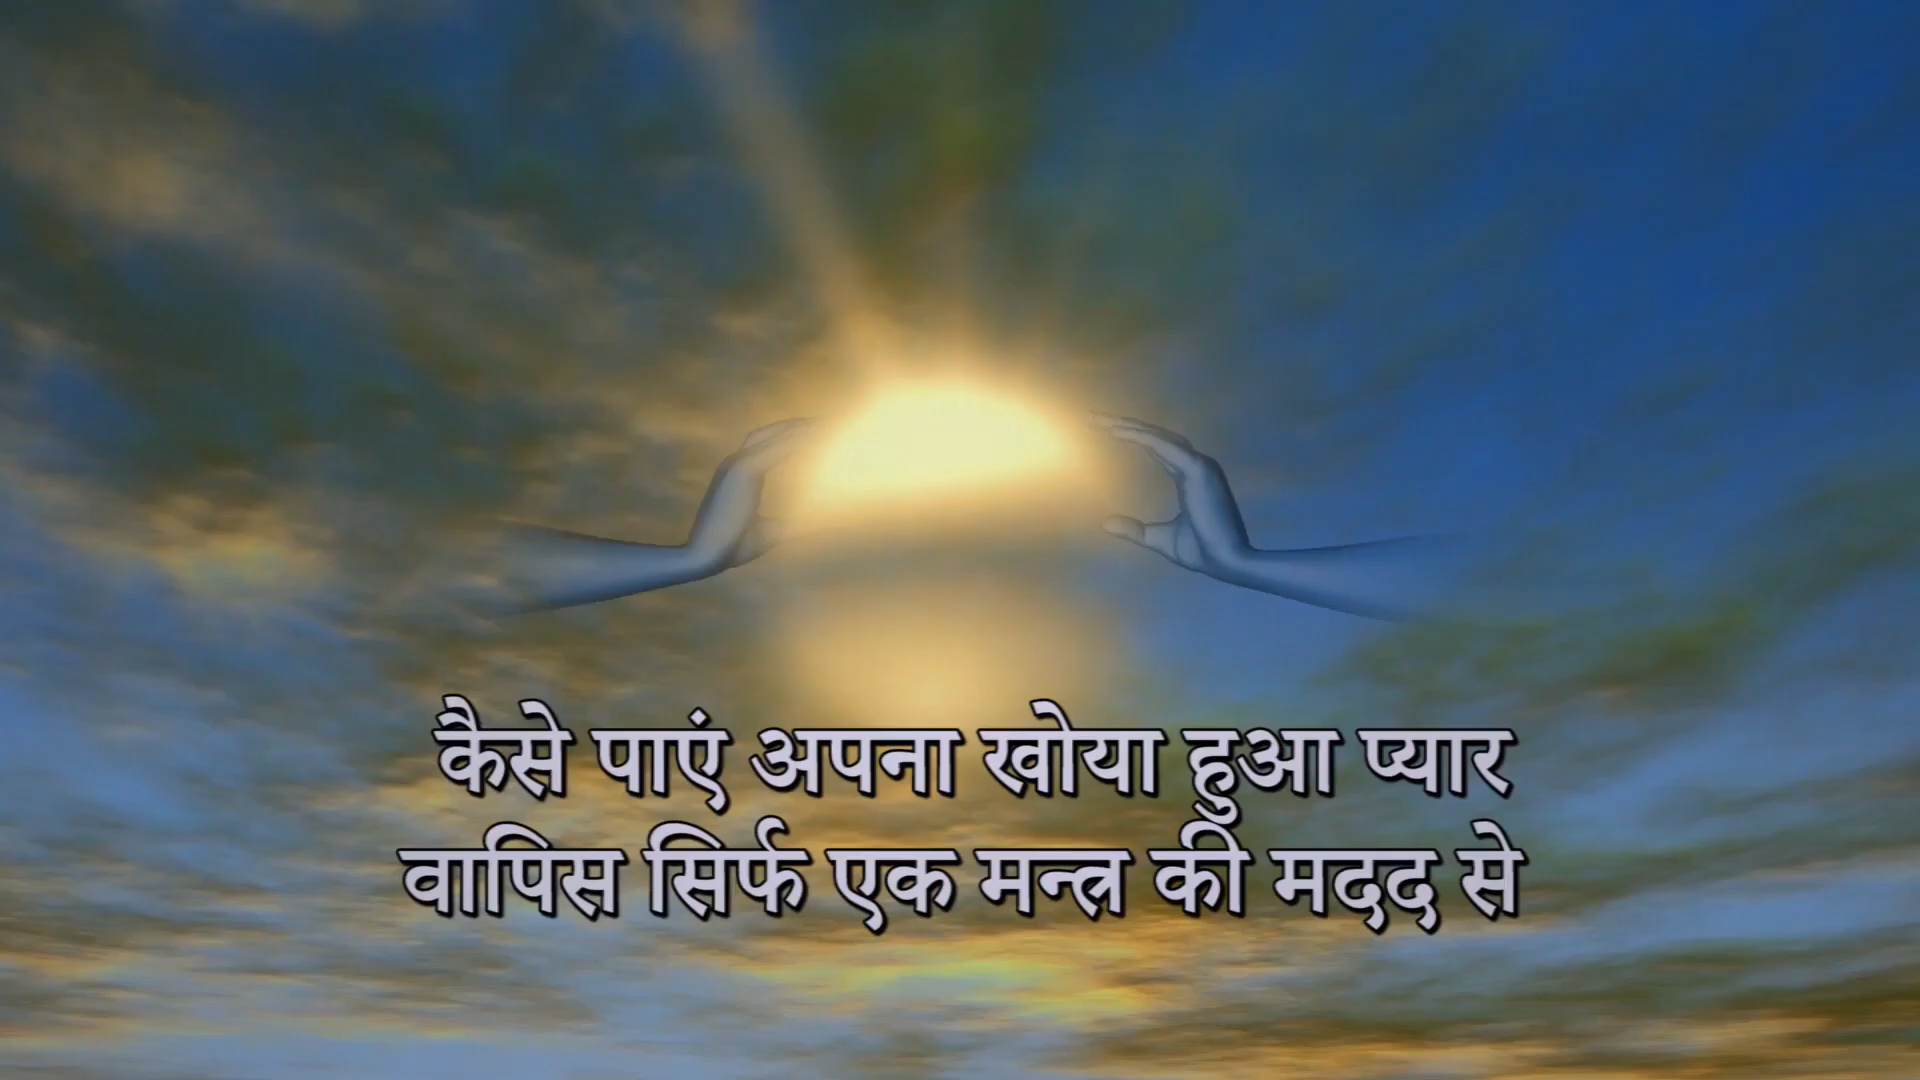 कैसे पाएं अपना खोया हुआ प्यार
वापिस सिर्फ एक मन्त्र की मदद से